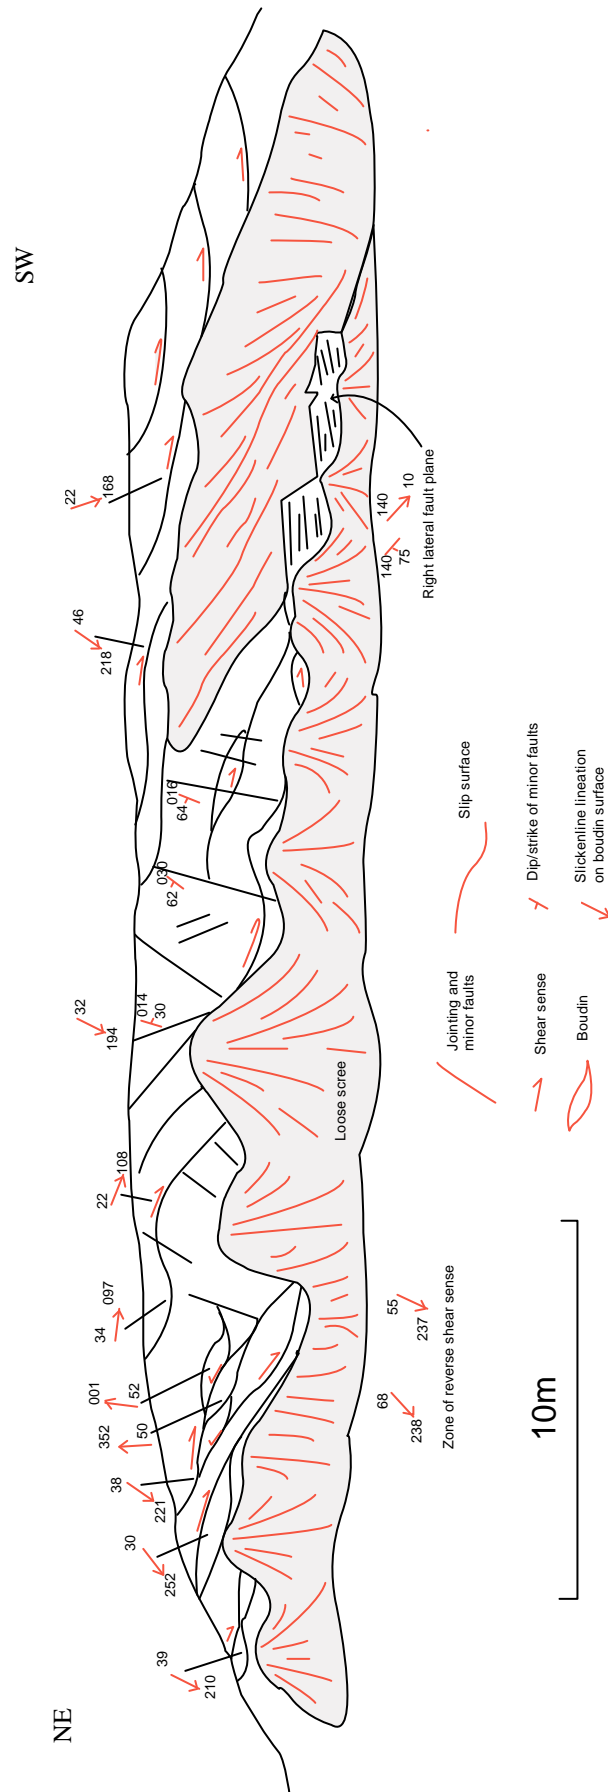 NE
SW
39
210
30
252
38
221
352
50
001
52
34
097
22
108
32
194
014
30
030
62
016
64
46
218
22
168
68
238
55
237
Zone of reverse shear sense
Loose scree
140
75
140
10
Right lateral fault plane
10m
Jointing and
minor faults
Slip surface
Shear sense
Dip/strike of minor faults
Boudin
Slickenline lineation
on boudin surface